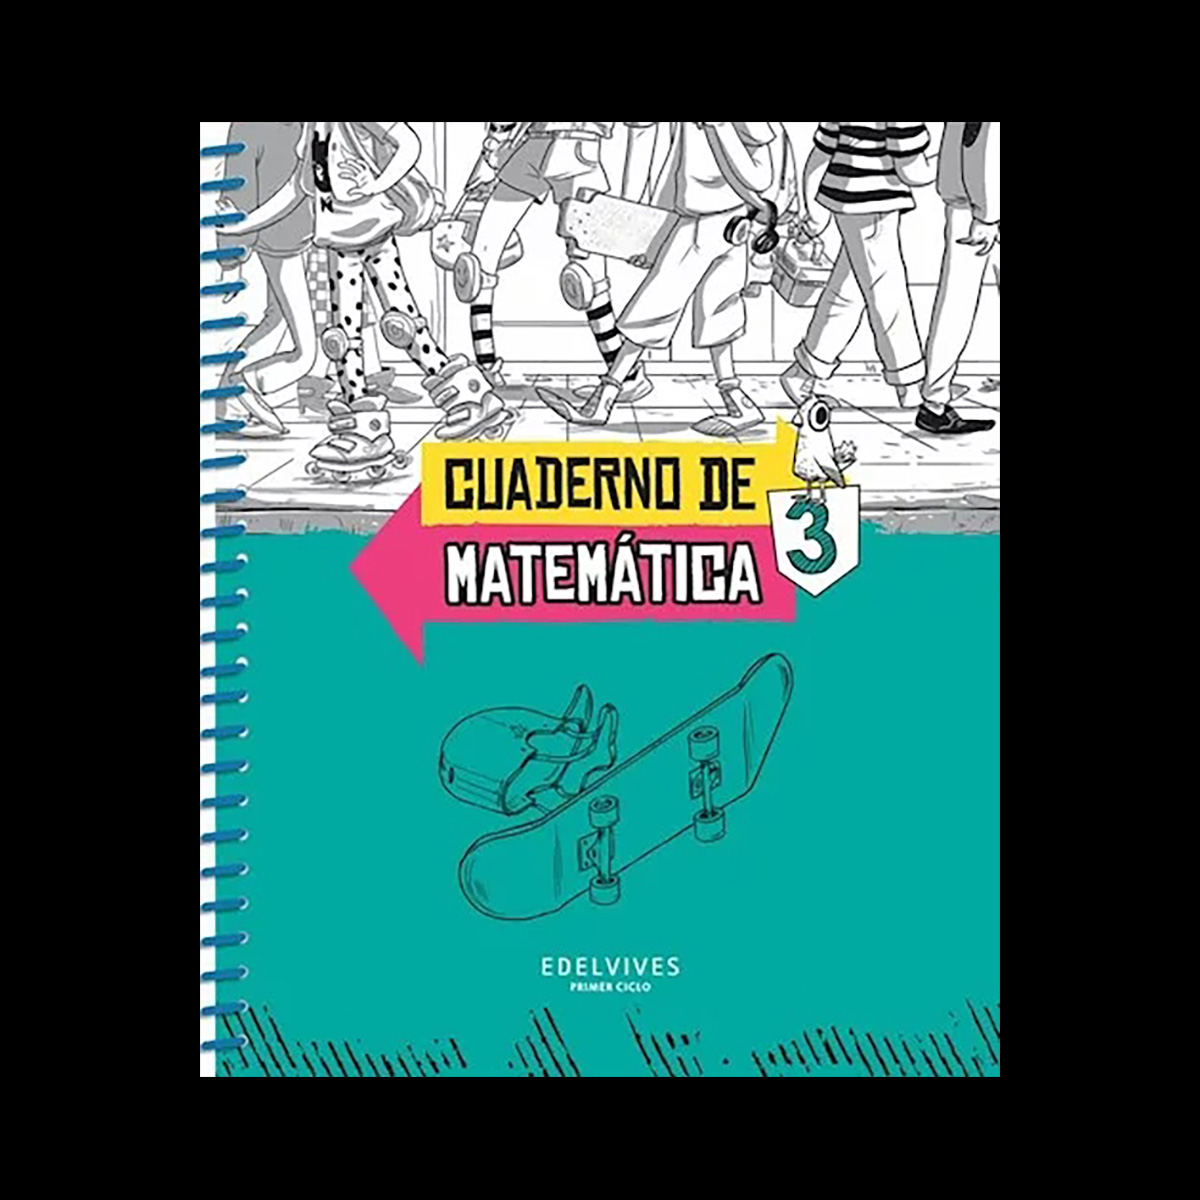 CUADERNO DE
MATEMÁTICA
3
EDELVIVES
PRIMER CICLO